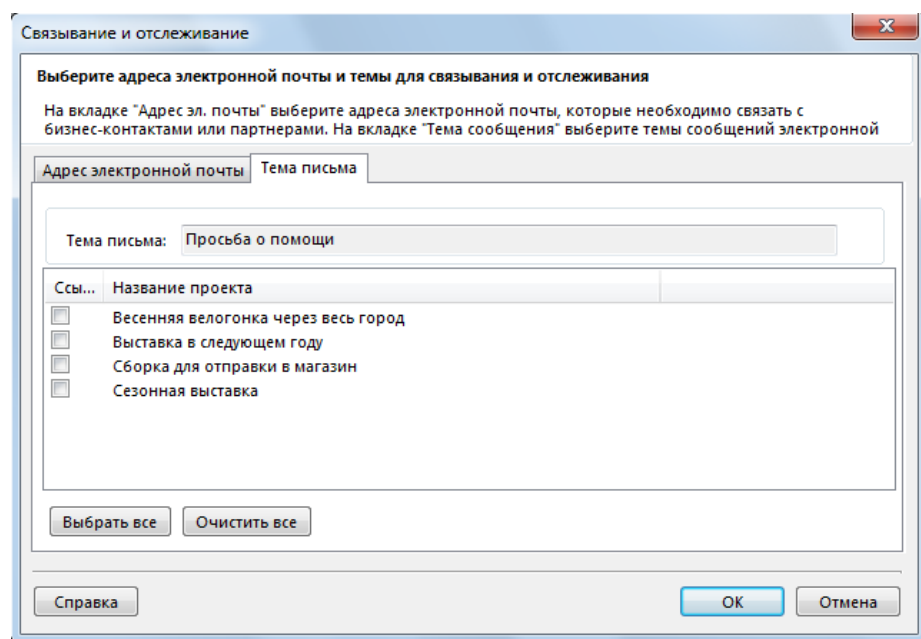 Связывание и отслеживание
Выберите адреса электронной почты и темы для связывания и отслеживания
На вкладке "Адрес эл. почты" выберите адреса электронной почты, которые необходимо связать с
бизнес-контактами или партнерами. На вкладке "Тема сообщения" выберите темы сообщений электронной
Адрес электронной почты Тема письма
Тема письма: Просьба о помощи
Ссы... Название проекта
Весенняя велогонка через весь город
Выставка в следующем году
Сборка для отправки в магазин
Сезонная выставка
Выбрать все Очистить все
Справка ОК Отмена